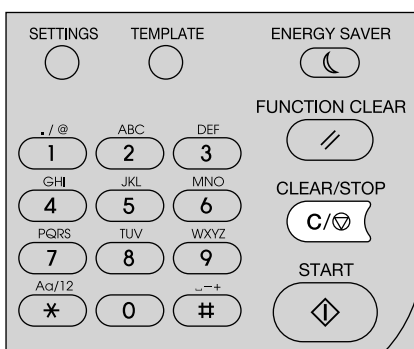 SETTINGS TEMPLATE ENERGY SAVER
FUNCTION CLEAR
./@ ABC DEF
1 2 3
GHI JKL MNO
4 5 6
CLEAR/STOP
C/
PQRS TUV WXYZ
7 8 9
START
Aa/12 ⎵−+
* 0 #